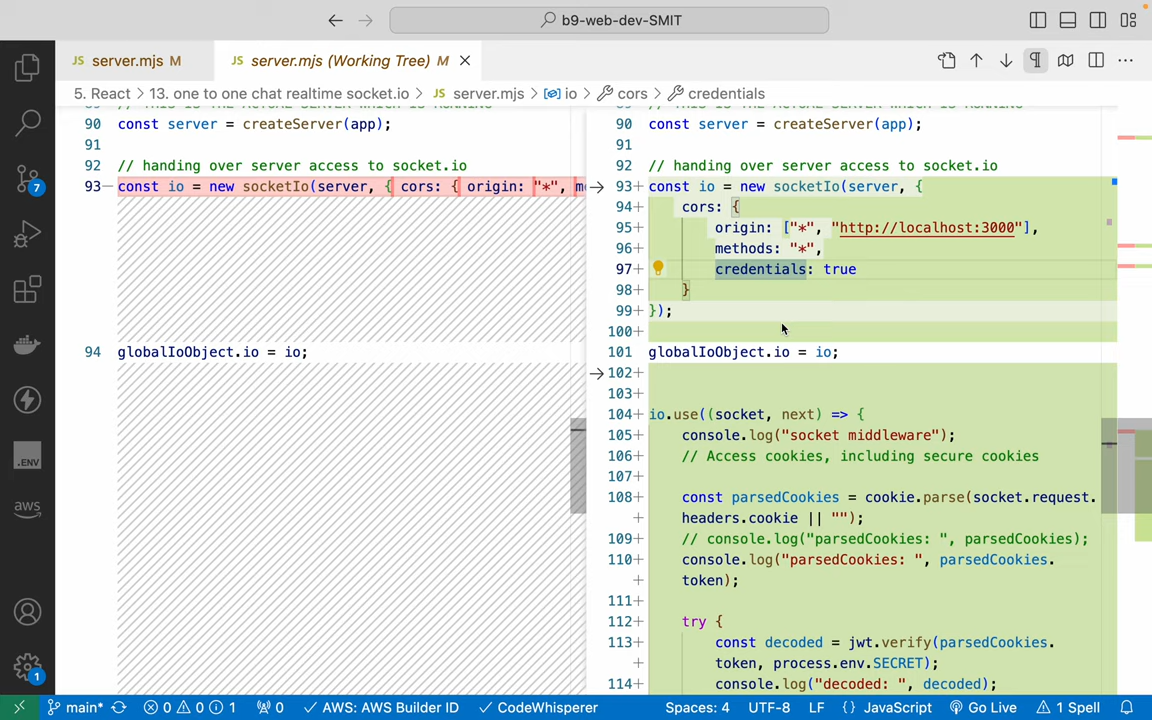 b9-web-dev-SMIT
JS server.mjs M
JS server.mjs (Working Tree) M
5. React > 13. one to one chat realtime socket.io > JS server.mjs > io > cors > credentials
90 const server = createServer(app);
91
92 // handing over server access to socket.io
93 const io = new socketIo(server, { cors: { origin: "*", m
94 globalIoObject.io = io;
90 const server = createServer(app);
91
92 // handing over server access to socket.io
93+ const io = new socketIo(server, {
94+ cors: {
95+ origin: ["*", "http://localhost:3000"],
96+ methods: "*",
97+ credentials: true
98+ }
99+ });
100+
101 globalIoObject.io = io;
102+
103+
104+ io.use((socket, next) => {
105+ console.log("socket middleware");
106+ // Access cookies, including secure cookies
107+
108+ const parsedCookies = cookie.parse(socket.request.
+ headers.cookie || "");
109+ // console.log("parsedCookies: ", parsedCookies);
110+ console.log("parsedCookies: ", parsedCookies.
+ token);
111+
112+ try {
113+ const decoded = jwt.verify(parsedCookies.
+ token, process.env.SECRET);
114+ console.log("decoded: ", decoded);
7
.ENV
aws
1
main* 0 0 1 0 AWS: AWS Builder ID CodeWhisperer Spaces: 4 UTF-8 LF {} JavaScript Go Live 1 Spell